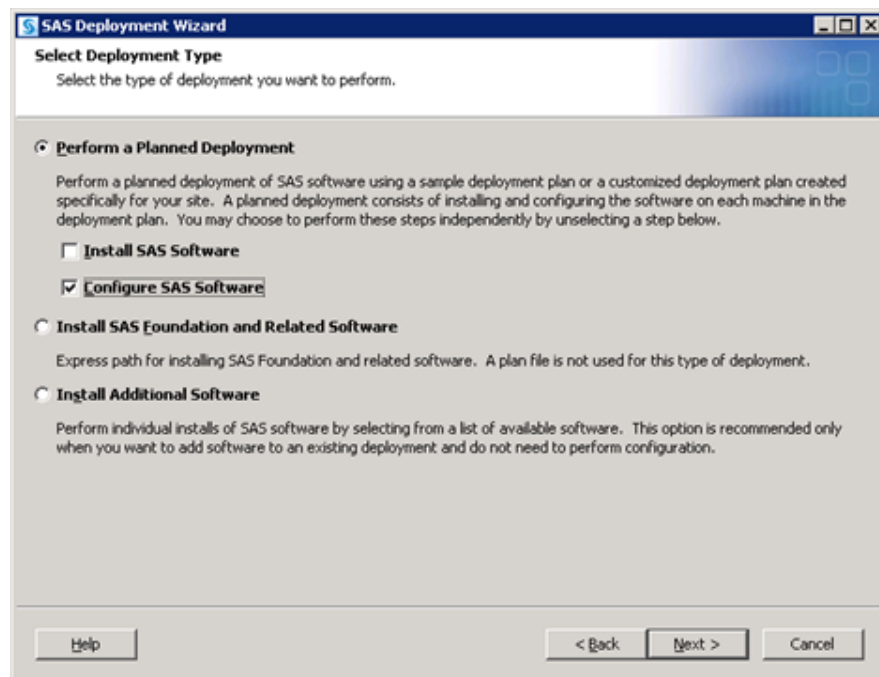 SAS Deployment Wizard
Select Deployment Type
Select the type of deployment you want to perform.
Perform a Planned Deployment
Perform a planned deployment of SAS software using a sample deployment plan or a customized deployment plan created
specifically for your site. A planned deployment consists of installing and configuring the software on each machine in the
deployment plan. You may choose to perform these steps independently by unselecting a step below.
Install SAS Software
Configure SAS Software
Install SAS Foundation and Related Software
Express path for installing SAS Foundation and related software. A plan file is not used for this type of deployment.
Install Additional Software
Perform individual installs of SAS software by selecting from a list of available software. This option is recommended only
when you want to add software to an existing deployment and do not need to perform configuration.
Help
< Back
Next >
Cancel